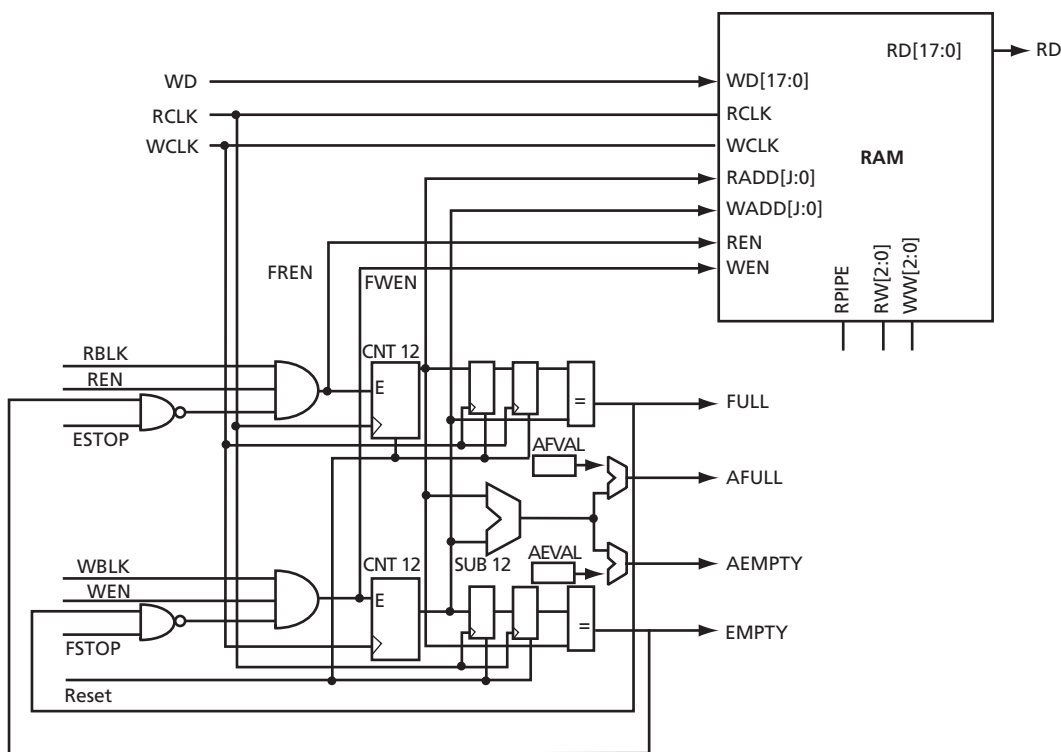 RD[17:0]
RD
WD
WD[17:0]
RCLK
RCLK
WCLK
WCLK
RAM
RADD[J:0]
WADD[J:0]
REN
FREN
FWEN
WEN
RPIPE
RW[2:0]
WW[2:0]
RBLK
CNT 12
REN
E
=
FULL
ESTOP
AFVAL
AFULL
WBLK
CNT 12
SUB 12
AEVAL
AEMPTY
WEN
E
=
EMPTY
FSTOP
Reset